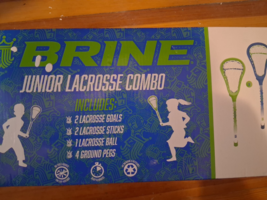 BRINE
JUNIOR LACROSSE COMBO
INCLUDES
2 LACROSSE GOALS
2 LACROSSE STICKS
1 LACROSSE BALL
4 GROUND PEGS